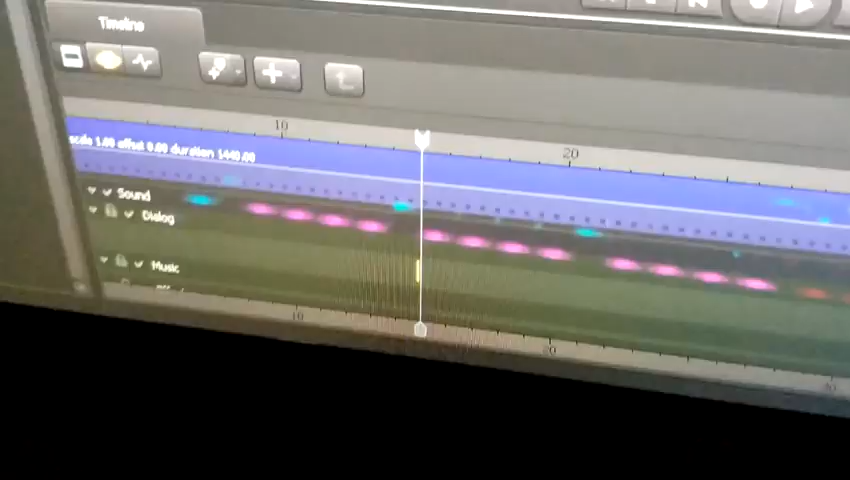 Timeline
10
20
scale 1.00 offset 0.00 duration 1440.00
Sound
Dialog
Music
10
20